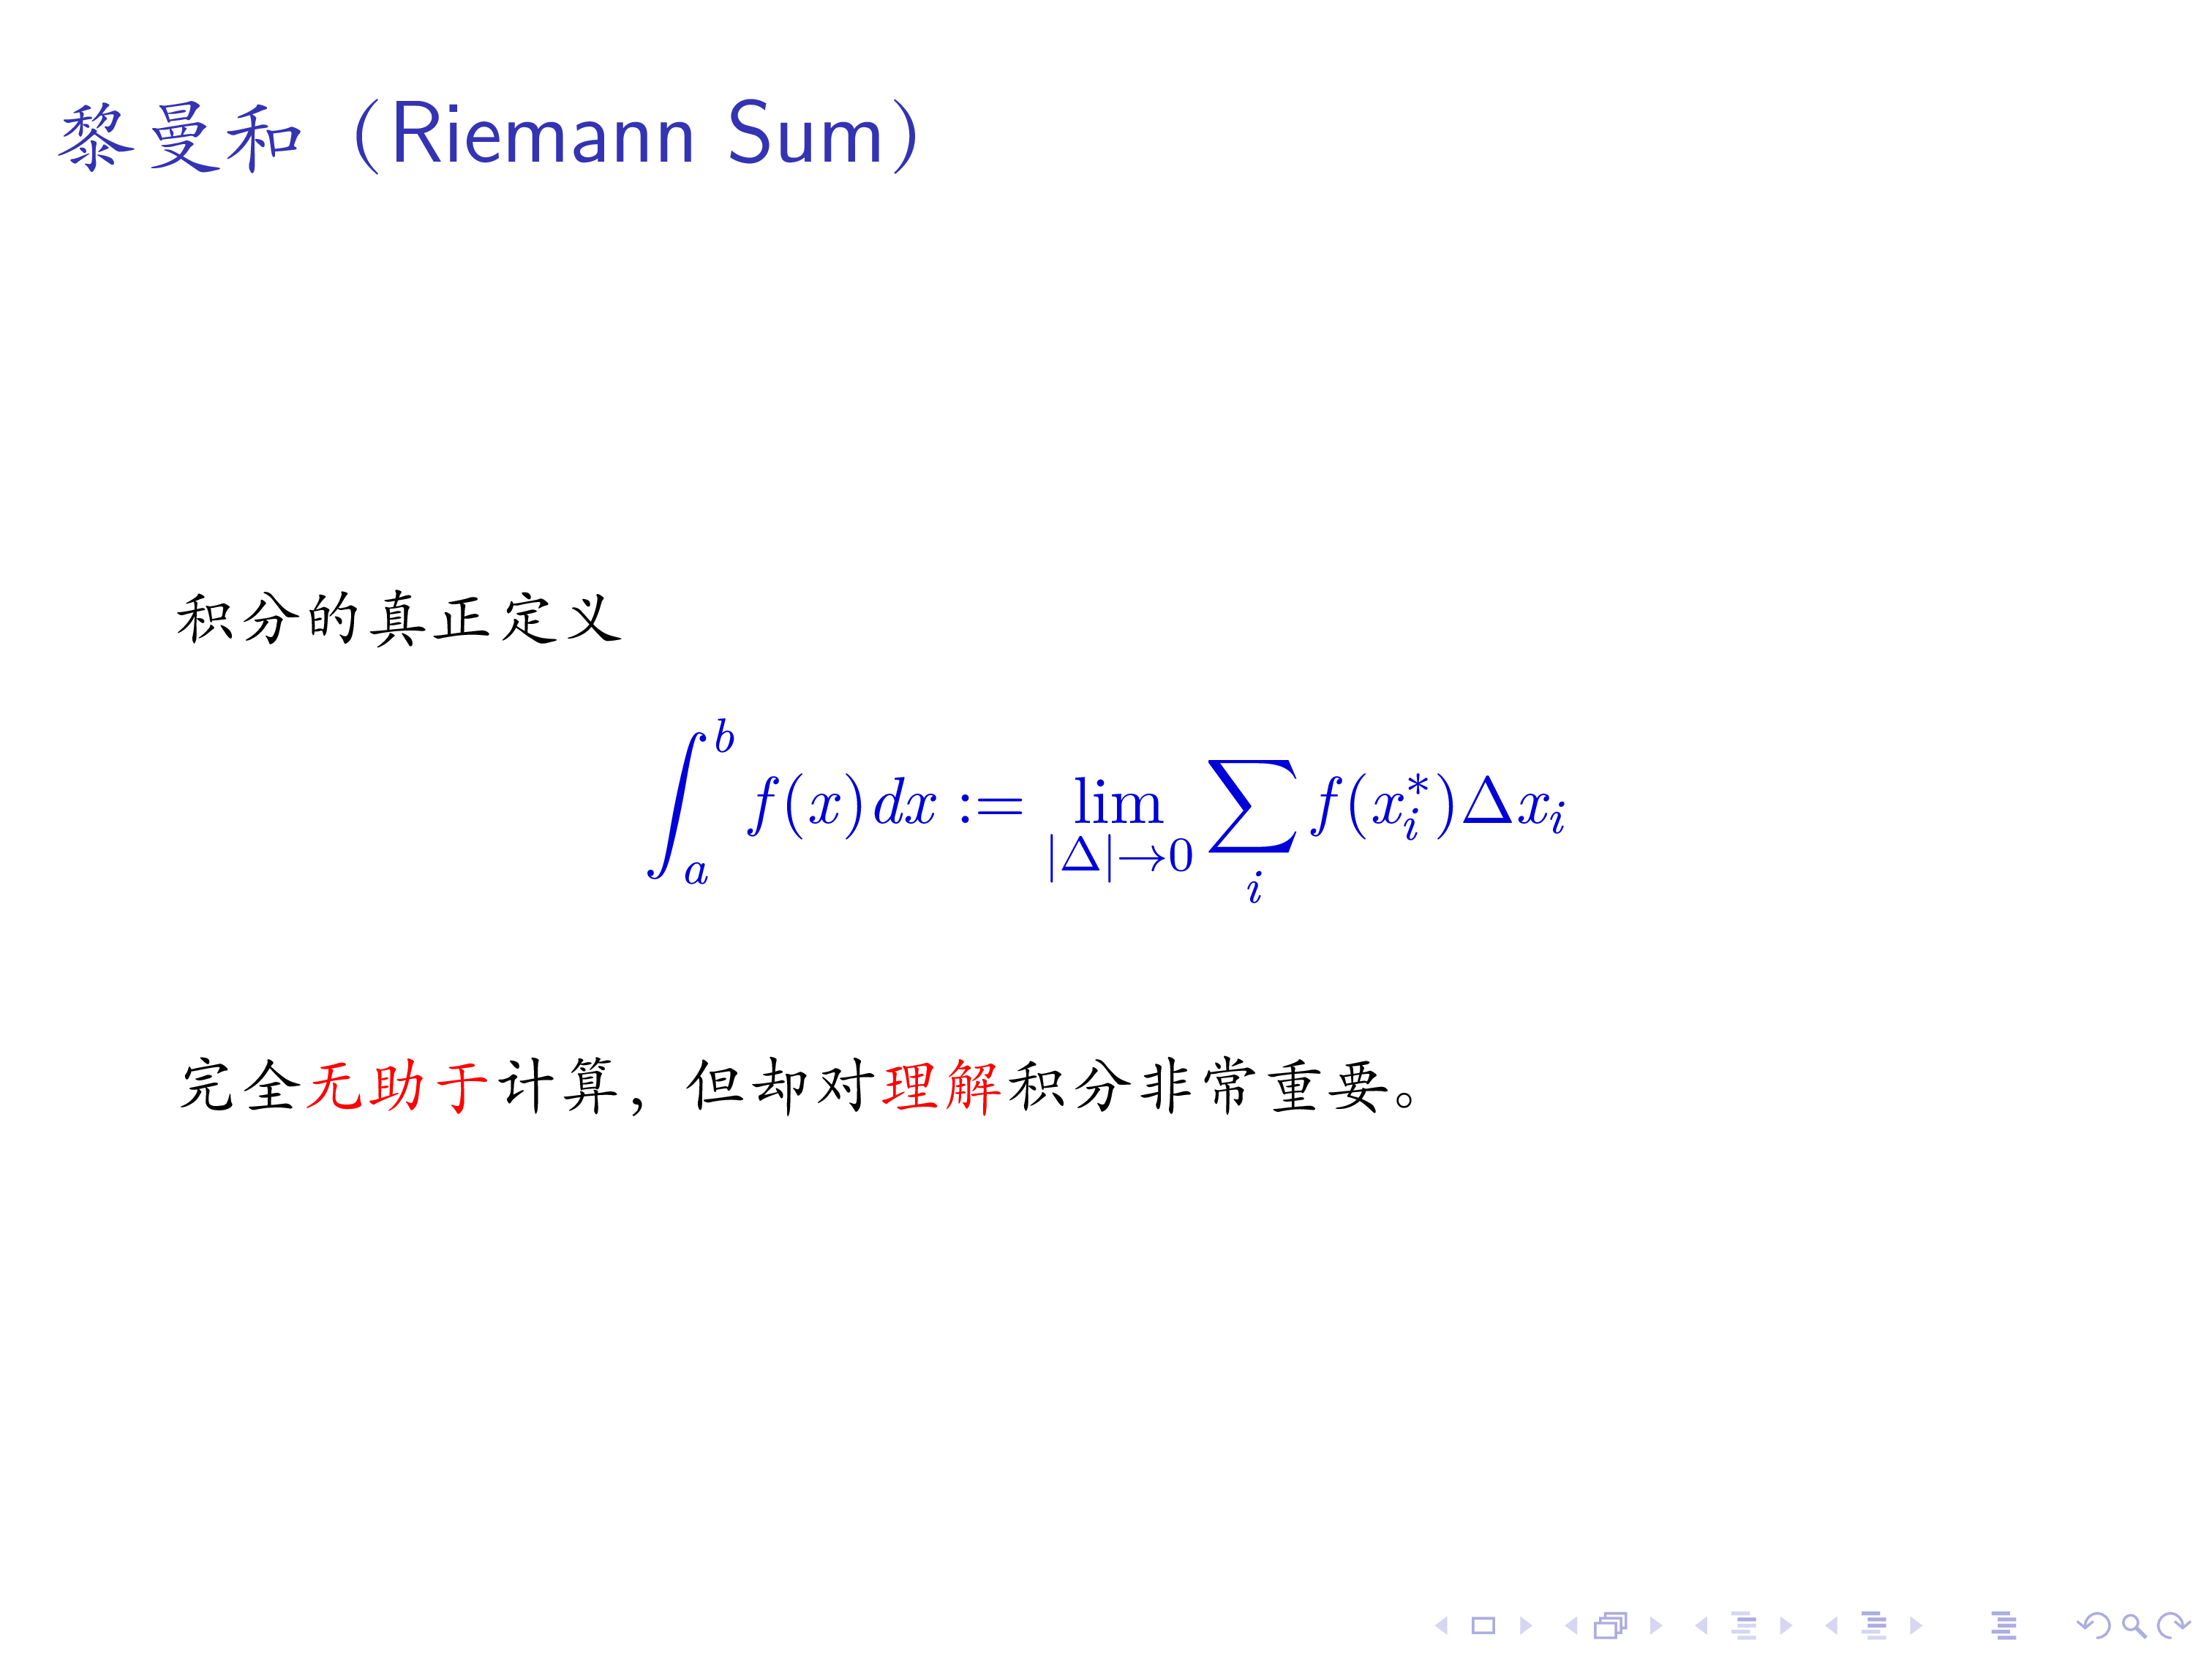 黎曼和（Riemann Sum）
积分的真正定义
$$\int_a^b f(x)dx := \lim_{|\Delta|\to 0} \sum_i f(x_i^*)\Delta x_i$$
完全无助于计算，但却对理解积分非常重要。